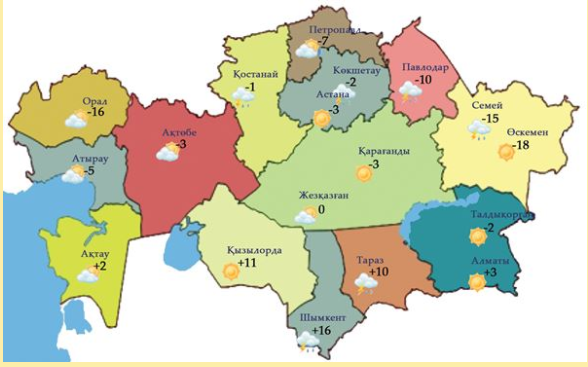 Петропавл
-7
Қостанай
-1
Көкшетау
-2
Астана
-3
Павлодар
-10
Семей
-15
Өскемен
-18
Орал
-16
Ақтобе
-3
Атырау
-5
Қарағанды
-3
Жезқазған
0
Талдықорған
-2
Ақтау
+2
Қызылорда
+11
Тараз
+10
Алматы
+3
Шымкент
+16